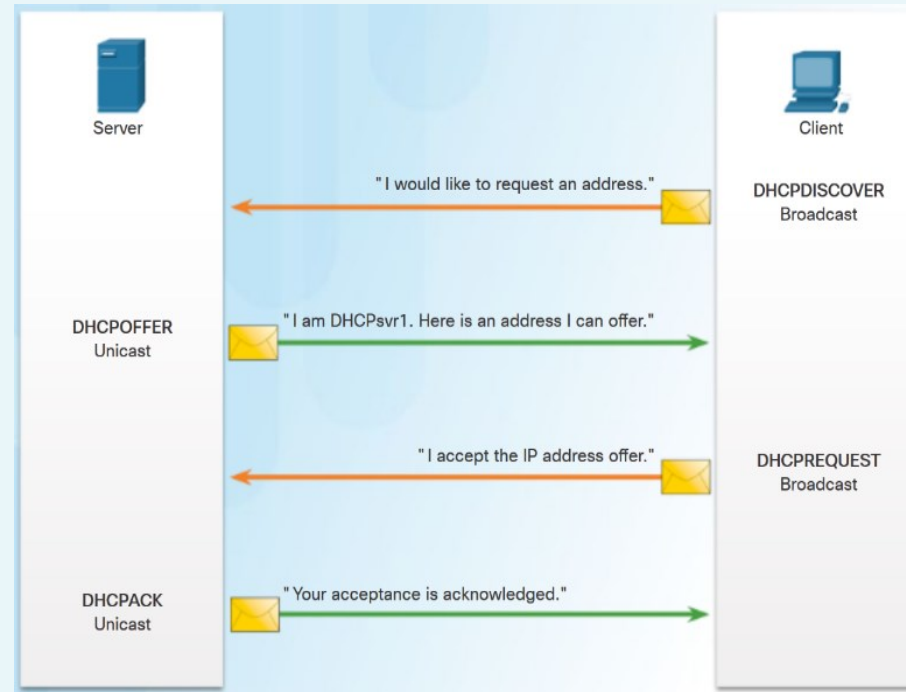 Server
Client
" I would like to request an address."
DHCPDISCOVER
Broadcast
DHCPOFFER
Unicast
"I am DHCPsvr1. Here is an address I can offer."
"I accept the IP address offer."
DHCPREQUEST
Broadcast
DHCPACK
Unicast
" Your acceptance is acknowledged."